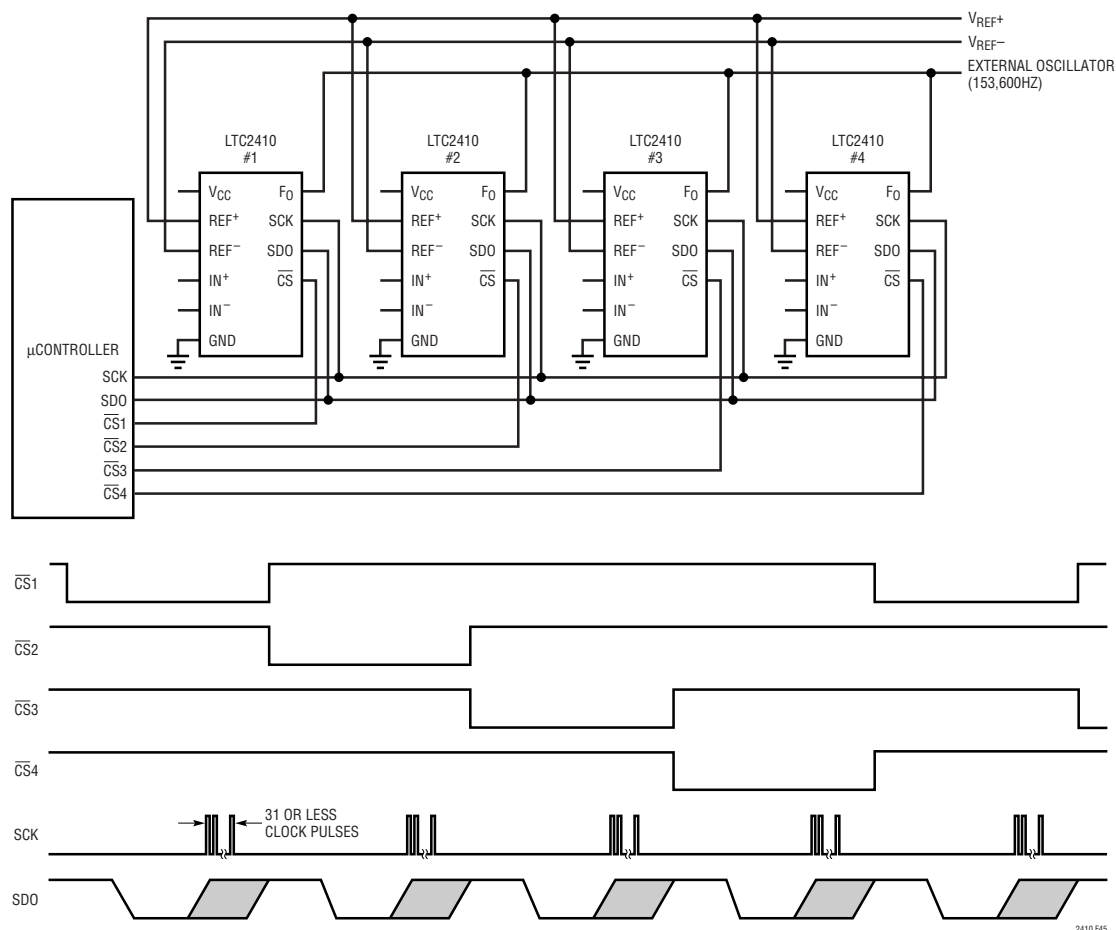 VREF+
VREF–
EXTERNAL OSCILLATOR
(153,600HZ)
LTC2410
#1
LTC2410
#2
LTC2410
#3
LTC2410
#4
VCC FO
REF+ SCK
REF– SDO
IN+ CS
IN–
GND
VCC FO
REF+ SCK
REF– SDO
IN+ CS
IN–
GND
VCC FO
REF+ SCK
REF– SDO
IN+ CS
IN–
GND
VCC FO
REF+ SCK
REF– SDO
IN+ CS
IN–
GND
μCONTROLLER
SCK
SDO
CS1
CS2
CS3
CS4
CS1
CS2
CS3
CS4
SCK
31 OR LESS
CLOCK PULSES
SDO
2410 F45